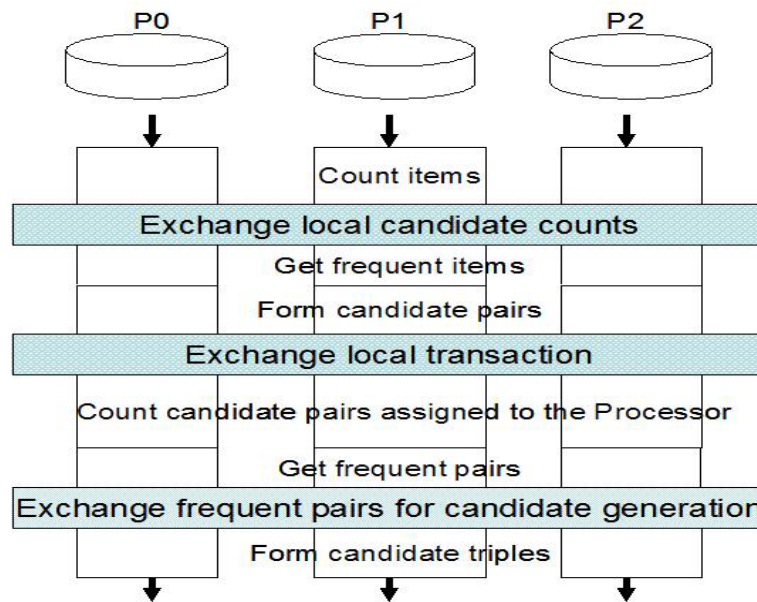 P0 P1 P2
Count items
Exchange local candidate counts
Get frequent items
Form candidate pairs
Exchange local transaction
Count candidate pairs assigned to the Processor
Get frequent pairs
Exchange frequent pairs for candidate generation
Form candidate triples